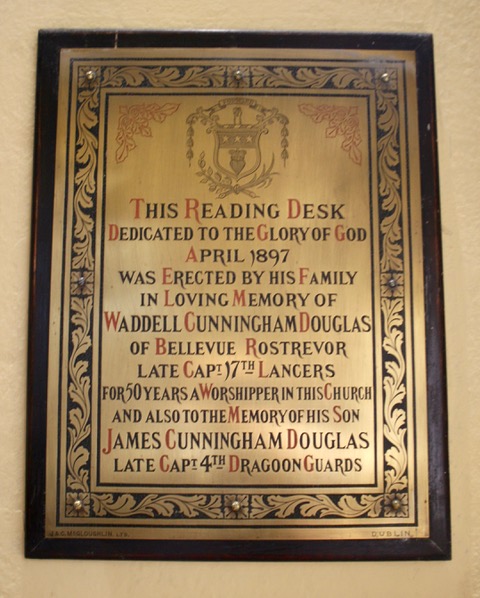 THIS READING DESK
DEDICATED TO THE GLORY OF GOD
APRIL 1897
WAS ERECTED BY HIS FAMILY
IN LOVING MEMORY OF
WADDELL CUNNINGHAM DOUGLAS
OF BELLEVUE ROSTREVOR
LATE CAPT 17TH LANCERS
FOR 50 YEARS A WORSHIPPER IN THIS CHURCH
AND ALSO TO THE MEMORY OF HIS SON
JAMES CUNNINGHAM DOUGLAS
LATE CAPT 4TH DRAGOON GUARDS
J & C. MCGLOUGHLIN, LTD. DUBLIN.